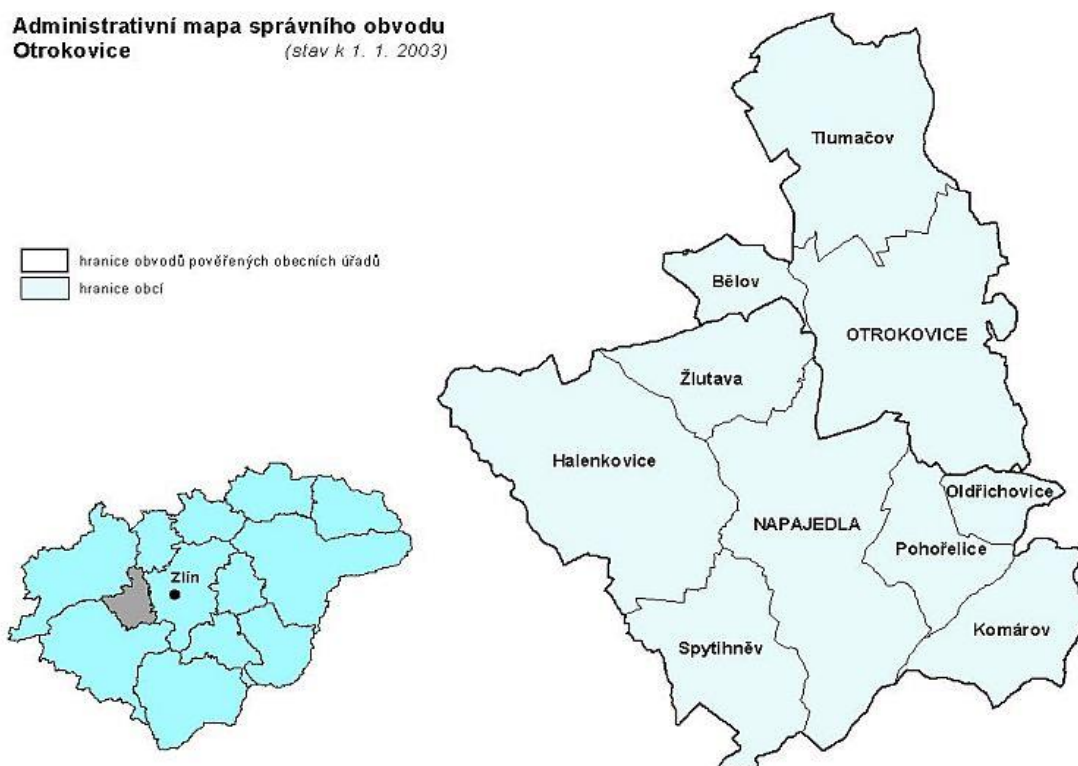 Administrativní mapa správního obvodu
Otrokovice (stav k 1. 1. 2003)
hranice obvodů pověřených obecních úřadů
hranice obcí
Tlumačov
Bělov
OTROKOVICE
Žlutava
Halenkovice
Oldřichovice
NAPAJEDLA
Pohořelice
Komárov
Spytihněv
Zlín